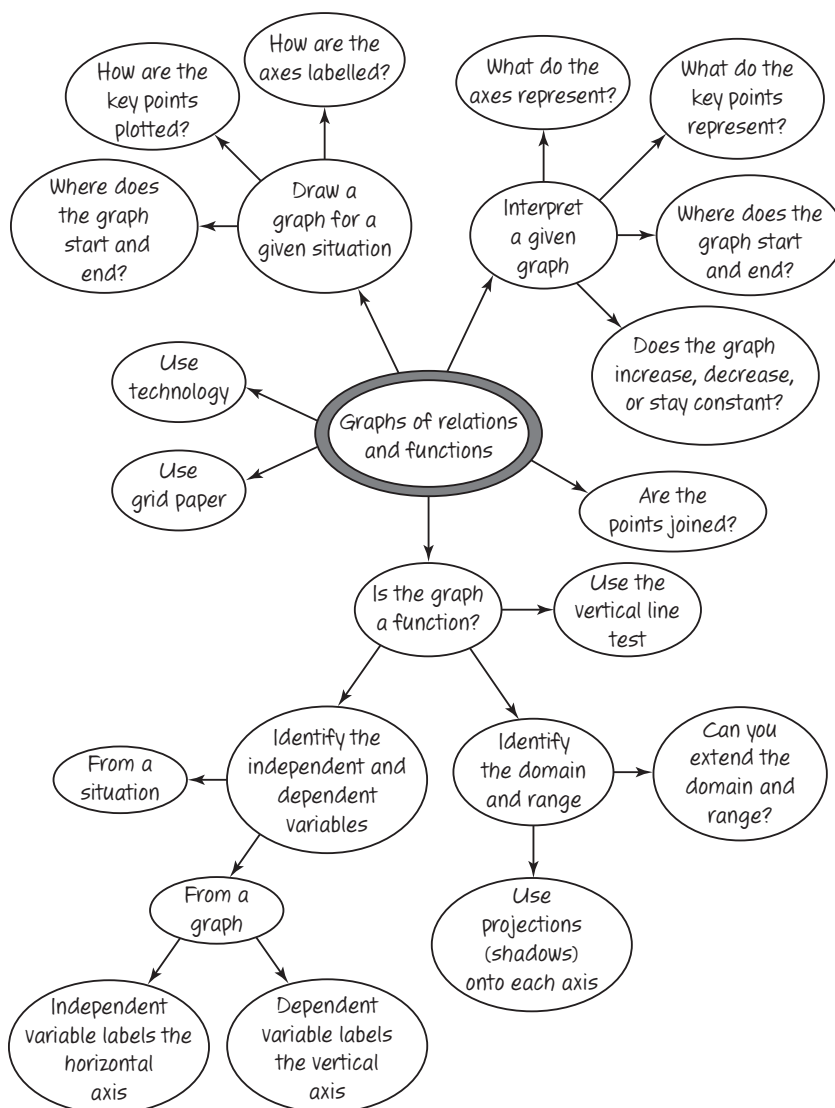 How are the
axes labelled?
How are the
key points
plotted?
Where does
the graph
start and
end?
Draw a
graph for a
given situation
What do the
axes represent?
What do the
key points
represent?
Interpret
a given
graph
Where does the
graph start
and end?
Does the graph
increase, decrease,
or stay constant?
Use
technology
Graphs of relations
and functions
Use
grid paper
Are the
points joined?
Is the graph
a function?
Use the
vertical line
test
Identify the
independent and
dependent
variables
From a
situation
Identify
the domain
and range
Can you
extend the
domain and
range?
From a
graph
Use
projections
(shadows)
onto each axis
Independent
variable labels the
horizontal
axis
Dependent
variable labels
the vertical
axis